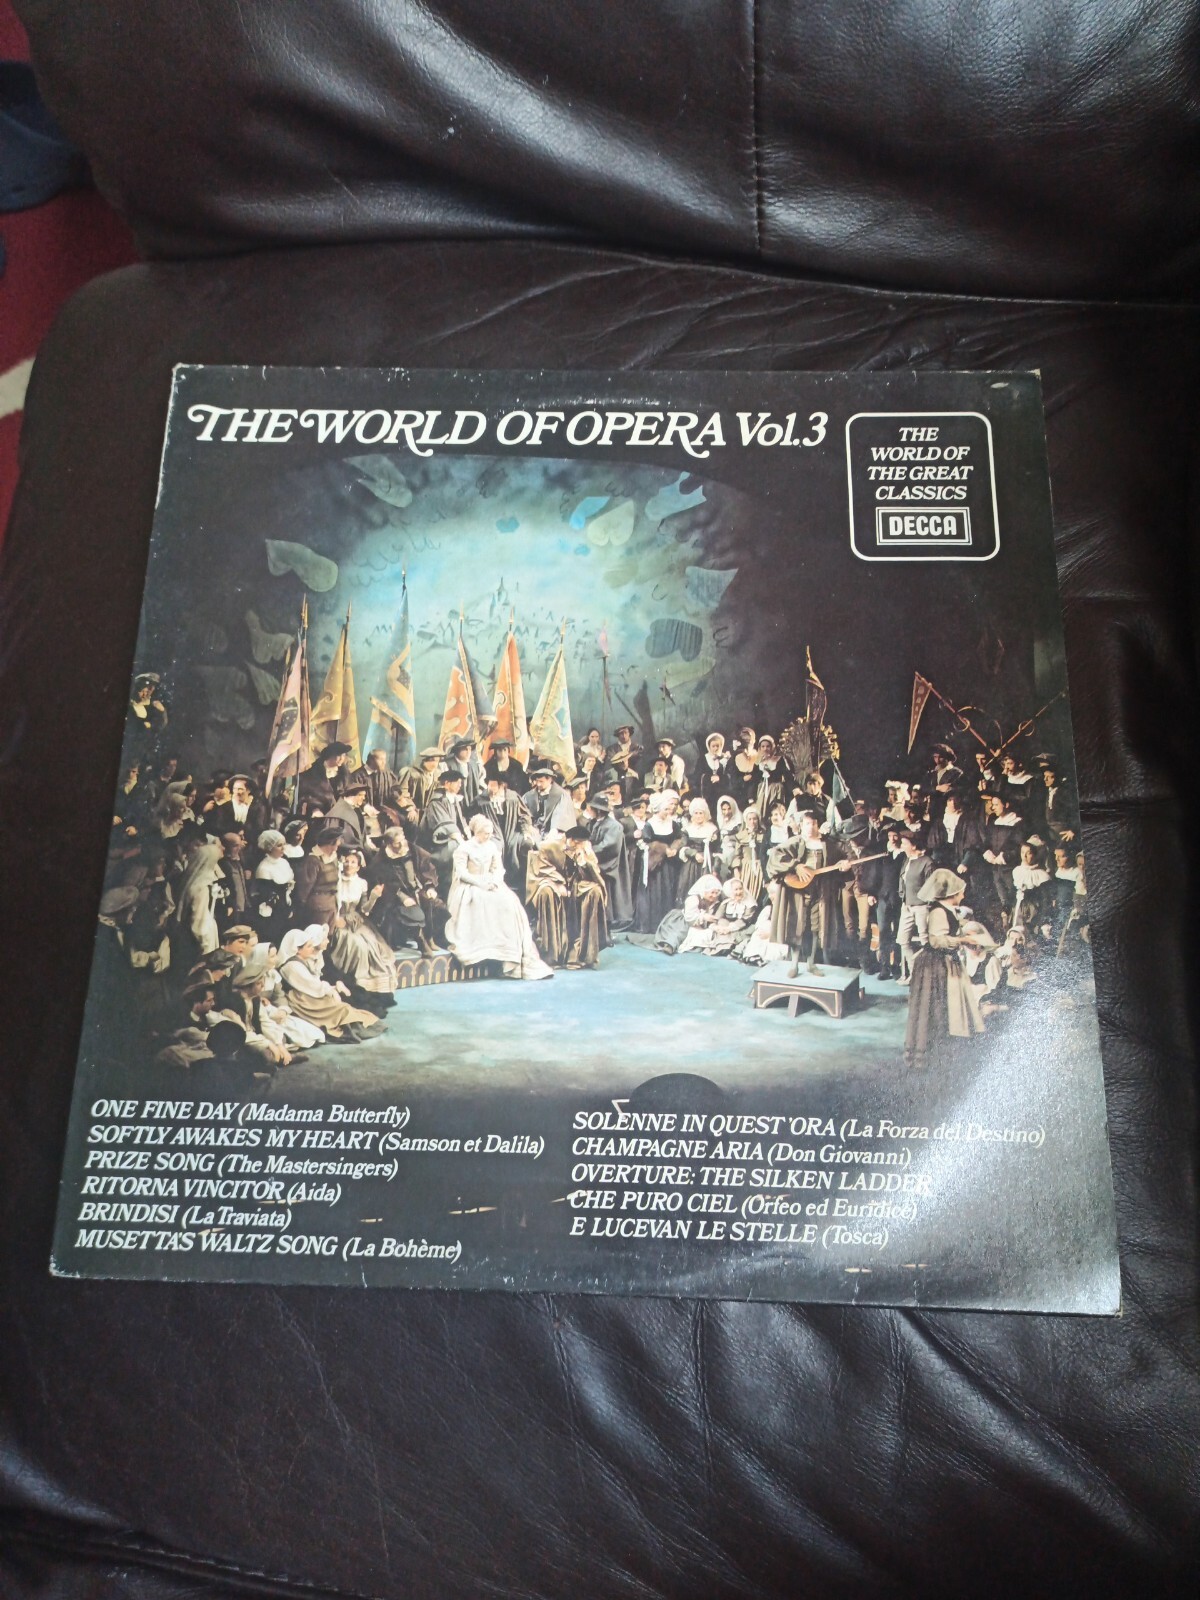 THE WORLD OF OPERA Vol.3
THE
WORLD OF
THE GREAT
CLASSICS
DECCA
ONE FINE DAY (Madama Butterfly)
SOFTLY AWAKES MY HEART (Samson et Dalila)
PRIZE SONG (The Mastersingers)
RITORNA VINCITOR (Aida)
BRINDISI (La Traviata)
MUSETTA'S WALTZ SONG (La Bohème)
SOLENNE IN QUEST 'ORA (La Forza del Destino)
CHAMPAGNE ARIA (Don Giovanni)
OVERTURE: THE SILKEN LADDER
CHE PURO CIEL (Orfeo ed Euridice)
E LUCEVAN LE STELLE (Tosca)